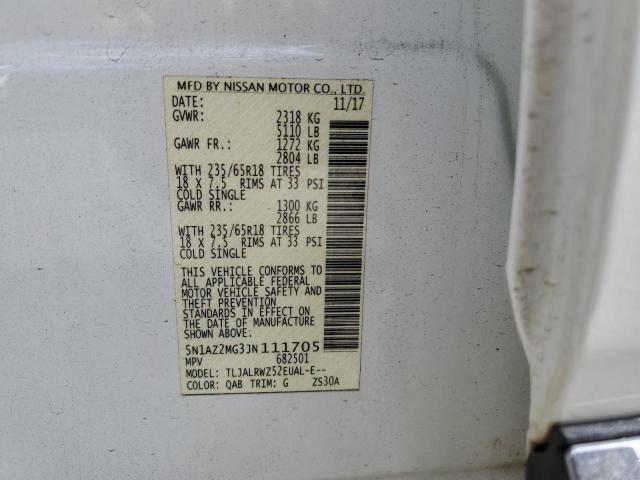 MFD BY NISSAN MOTOR CO., LTD.
DATE: 11/17
GVWR: 2318 KG
5110 LB
GAWR FR.: 1272 KG
2804 LB
WITH 235/65R18 TIRES
18 X 7.5 RIMS AT 33 PSI
COLD SINGLE
GAWR RR.: 1300 KG
2866 LB
WITH 235/65R18 TIRES
18 X 7.5 RIMS AT 33 PSI
COLD SINGLE
THIS VEHICLE CONFORMS TO
ALL APPLICABLE FEDERAL
MOTOR VEHICLE SAFETY AND
THEFT PREVENTION
STANDARDS IN EFFECT ON
THE DATE OF MANUFACTURE
SHOWN ABOVE.
5N1AZ2MG3JN111705
MPV 682501
MODEL: TLJALRWZ52EUAL-E--
COLOR: QAB TRIM: G ZS30A